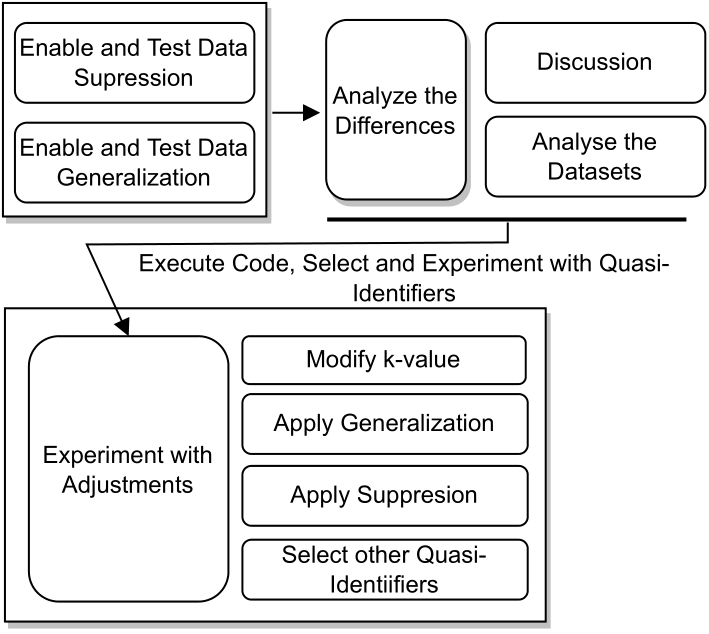 Enable and Test Data
Supression
Enable and Test Data
Generalization
Analyze the
Differences
Discussion
Analyse the
Datasets
Execute Code, Select and Experiment with Quasi-
Identifiers
Experiment with
Adjustments
Modify k-value
Apply Generalization
Apply Suppresion
Select other Quasi-
Identiifiers